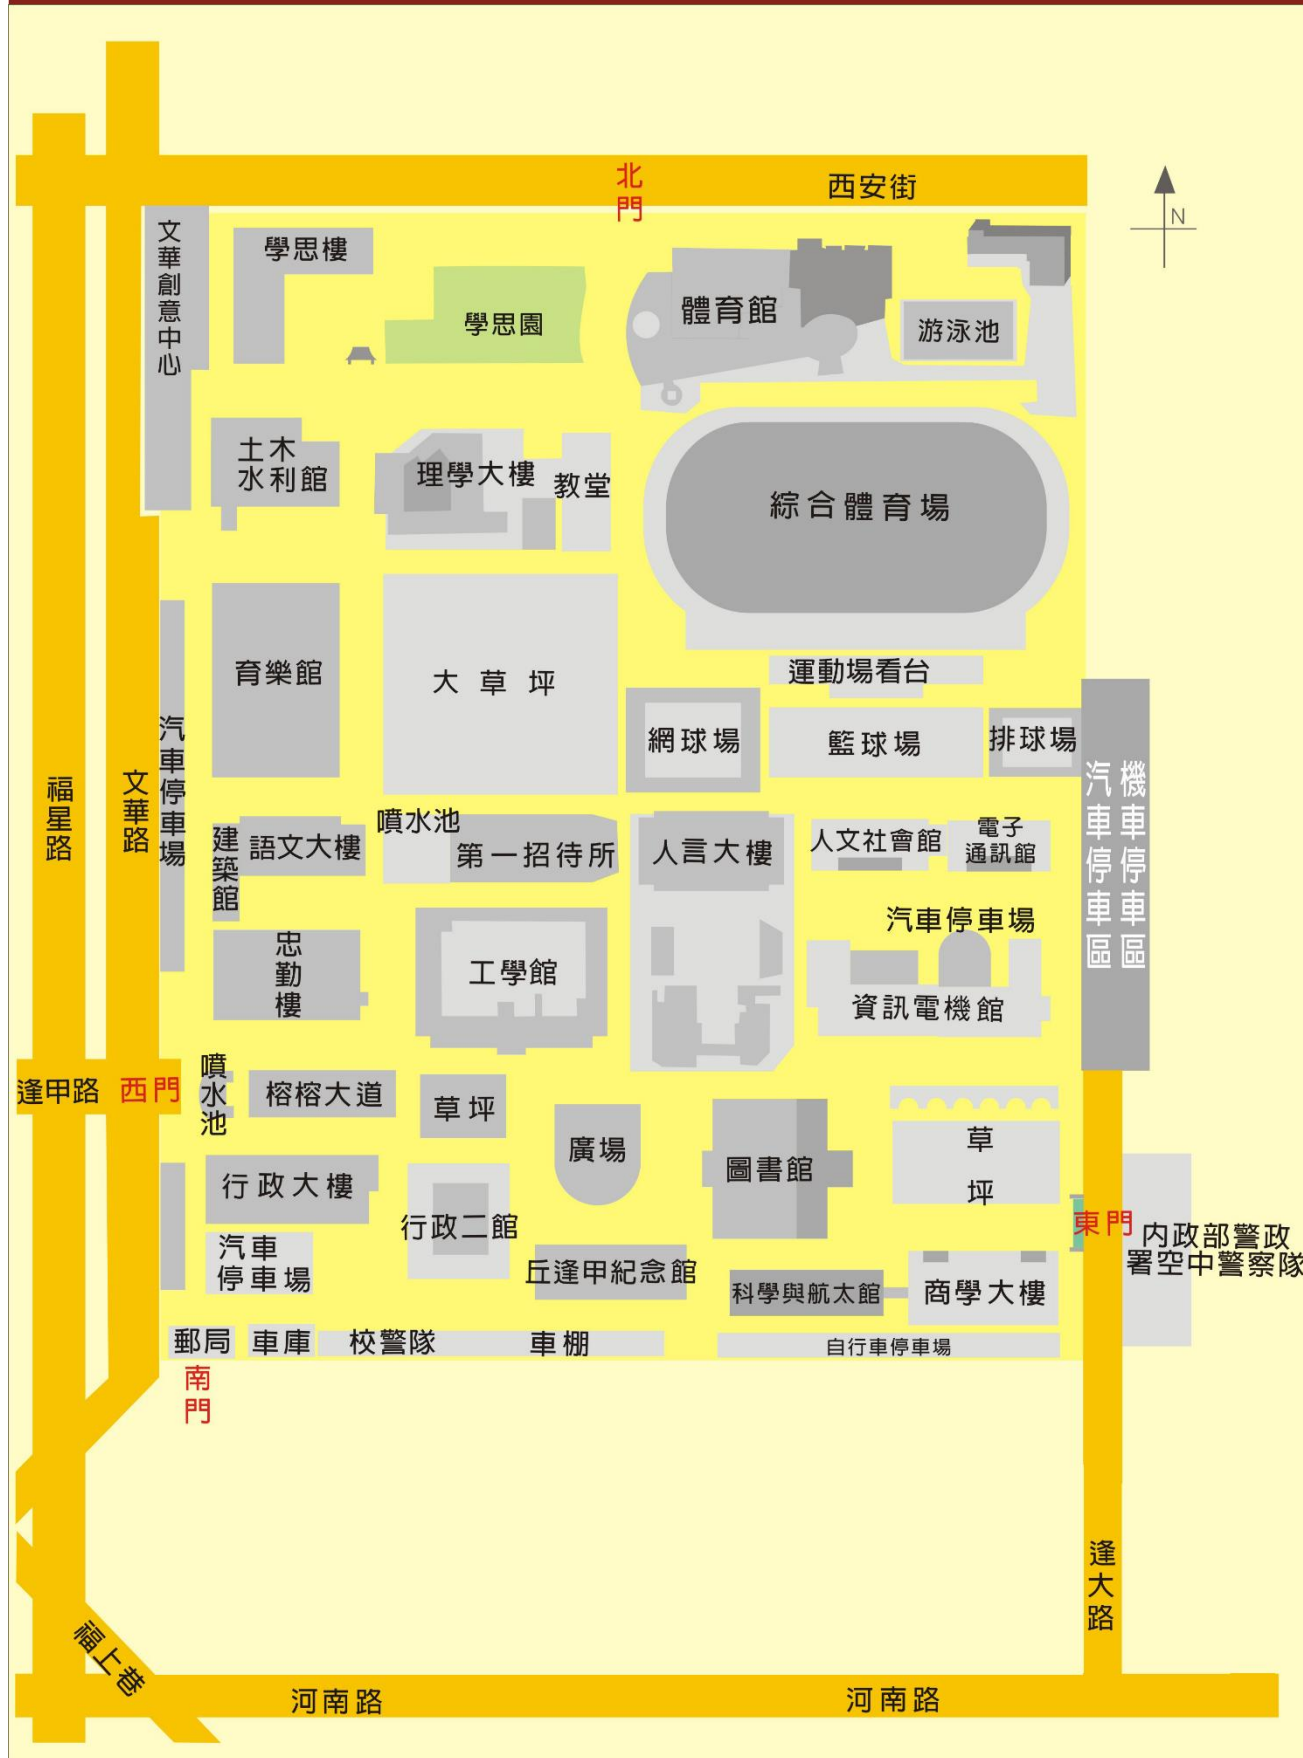 北門
西安街
N
文華創意中心
學思樓
學思園
體育館
游泳池
土木
水利館
理學大樓
教堂
綜合體育場
育樂館
大草坪
運動場看台
網球場
籃球場
排球場
汽車停車場
福星路
文華路
機車停車區
汽車停車區
建築館
語文大樓
噴水池
第一招待所
人言大樓
人文社會館
電子
通訊館
汽車停車場
忠勤樓
工學館
資訊電機館
逢甲路
西門
噴水池
榕榕大道
草坪
廣場
圖書館
草坪
行政大樓
行政二館
東門
內政部警政
署空中警察隊
汽車
停車場
丘逢甲紀念館
科學與航太館
商學大樓
郵局
車庫
校警隊
車棚
自行車停車場
南門
逢大路
福上巷
河南路
河南路